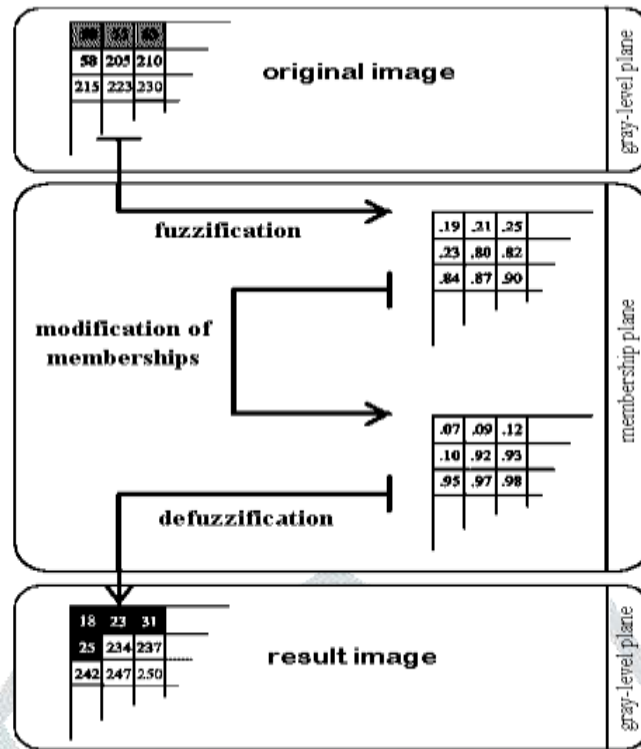 58 205 210
215 223 230
original image
gray-level plane
fuzzification
.19 .21 .25
.23 .80 .82
.84 .87 .90
modification of
memberships
membership plane
.07 .09 .12
.10 .92 .93
.95 .97 .98
defuzzification
18 23 31
25 234 237
242 247 250
result image
gray-level plane